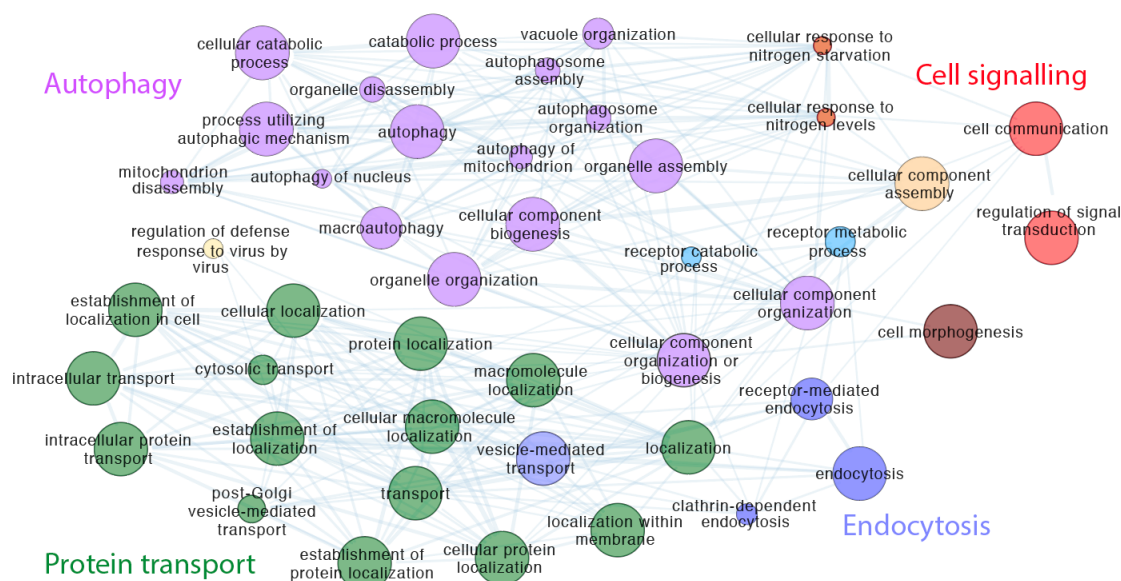 cellular catabolic
process
catabolic process
vacuole organization
cellular response to
nitrogen starvation
Autophagy
organelle disassembly
autophagosome
assembly
Cell signalling
process utilizing
autophagic mechanism
autophagy
autophagosome
organization
cellular response to
nitrogen levels
cell communication
mitochondrion
disassembly
autophagy of nucleus
autophagy of
mitochondrion
organelle assembly
cellular component
assembly
regulation of defense
response to virus by
virus
macroautophagy
cellular component
biogenesis
receptor catabolic
process
receptor metabolic
process
regulation of signal
transduction
organelle organization
cellular component
organization
establishment of
localization in cell
cellular localization
protein localization
cellular component
organization or
biogenesis
cell morphogenesis
intracellular transport
cytosolic transport
macromolecule
localization
receptor-mediated
endocytosis
intracellular protein
transport
establishment of
localization
cellular macromolecule
localization
vesicle-mediated
transport
localization
endocytosis
post-Golgi
vesicle-mediated
transport
transport
localization within
membrane
clathrin-dependent
endocytosis
Endocytosis
Protein transport
establishment of
protein localization
cellular protein
localization